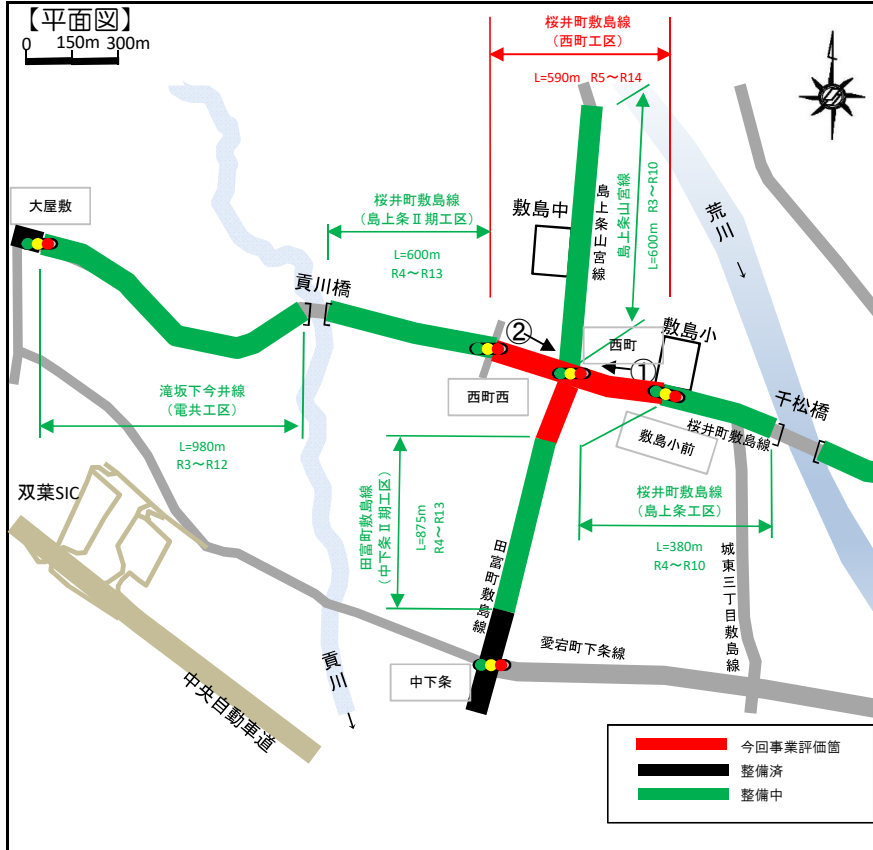 【平面図】
0 150m 300m
桜井町敷島線
（西町工区）
L=590m R5～R14
島上条山宮線
L=600m R3～R10
島上条山宮線
荒川
→
大屋敷
桜井町敷島線
（島上条Ⅱ期工区）
L=600m
R4～R13
敷島中
貢川橋
②
西町
敷島小
①
西町西
千松橋
桜井町敷島線
敷島小前
滝坂下今井線
（電共工区）
L=980m
R3～R12
田富町敷島線
（中下条Ⅱ期工区）
L=875m
R4～R13
桜井町敷島線
（島上条工区）
L=380m
R4～R10
双葉SIC
田富町敷島線
城東三丁目敷島線
愛宕町下条線
中下条
貢川
→
中央自動車道
今回事業評価箇
整備済
整備中